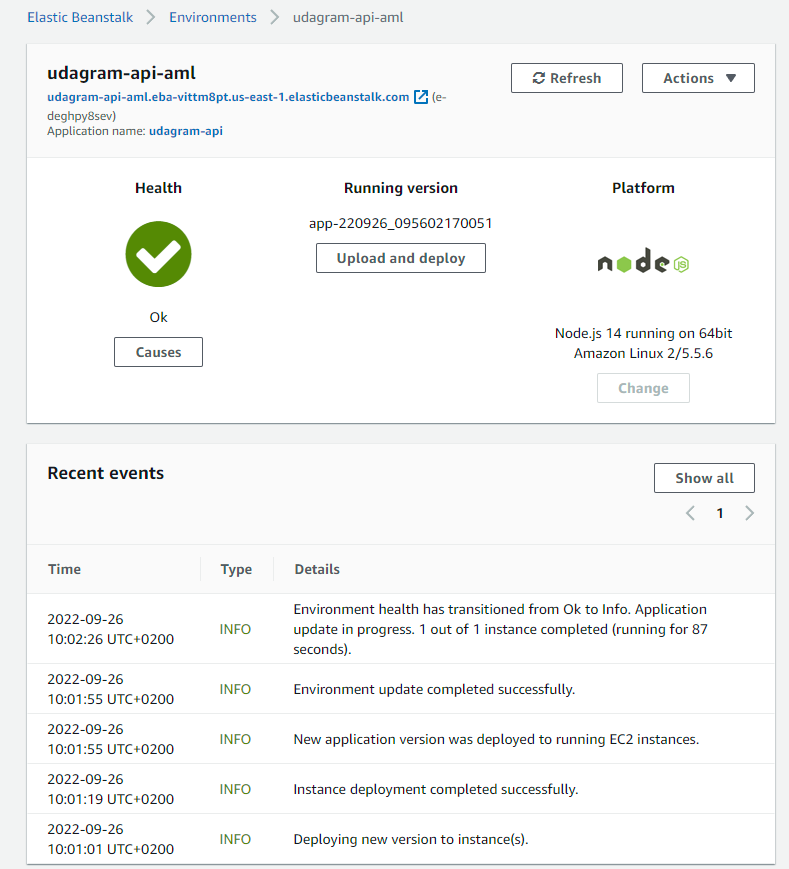 Elastic Beanstalk > Environments > udagram-api-aml
udagram-api-aml
Refresh
Actions ▼
udagram-api-aml.eba-vittm8pt.us-east-1.elasticbeanstalk.com (e-
deghpy8sev)
Application name: udagram-api
Health
Running version
Platform
app-220926_095602170051
Upload and deploy
node
JS
Ok
Causes
Node.js 14 running on 64bit
Amazon Linux 2/5.5.6
Change
Recent events
Show all
< 1 >
Time Type Details
2022-09-26
10:02:26 UTC+0200
INFO
Environment health has transitioned from Ok to Info. Application
update in progress. 1 out of 1 instance completed (running for 87
seconds).
2022-09-26
10:01:55 UTC+0200
INFO
Environment update completed successfully.
2022-09-26
10:01:55 UTC+0200
INFO
New application version was deployed to running EC2 instances.
2022-09-26
10:01:19 UTC+0200
INFO
Instance deployment completed successfully.
2022-09-26
10:01:01 UTC+0200
INFO
Deploying new version to instance(s).